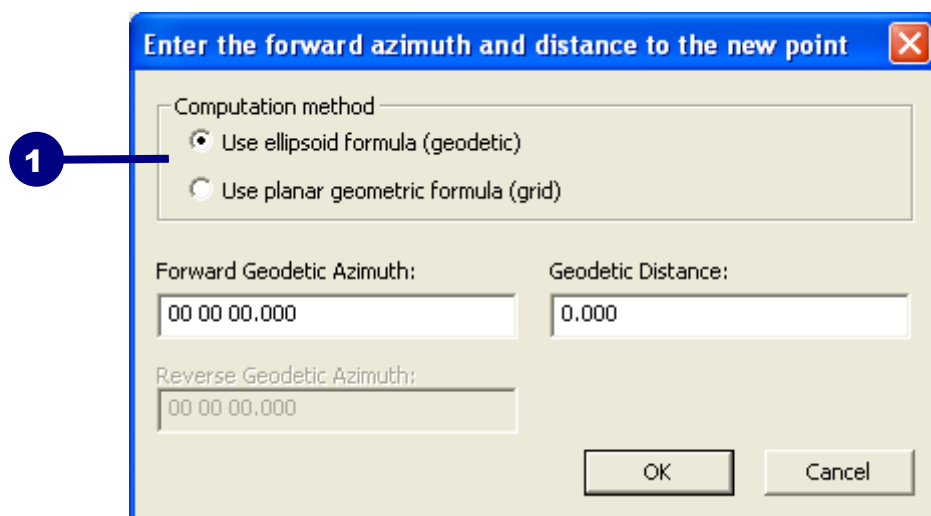 Enter the forward azimuth and distance to the new point
Computation method
1
Use ellipsoid formula (geodetic)
Use planar geometric formula (grid)
Forward Geodetic Azimuth: Geodetic Distance:
00 00 00.000 0.000
Reverse Geodetic Azimuth:
00 00 00.000
OK Cancel